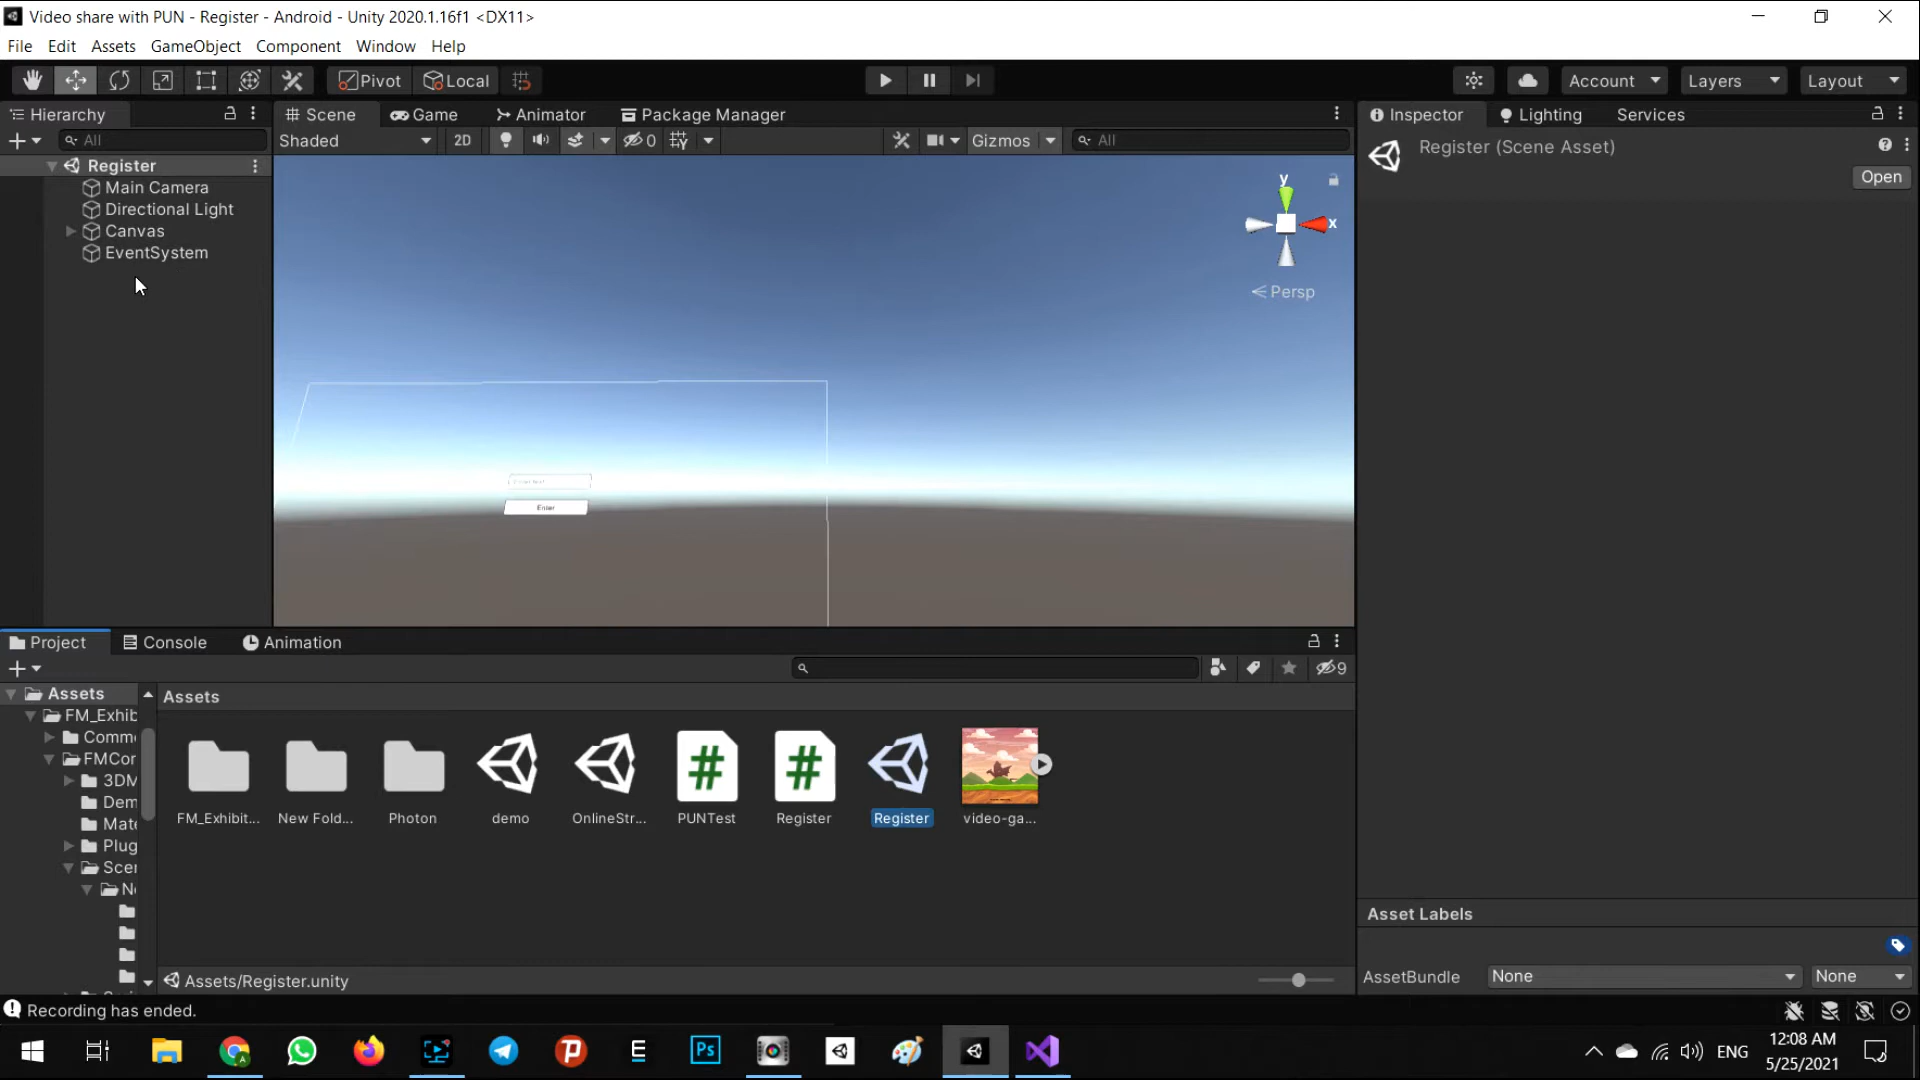 Video share with PUN - Register - Android - Unity 2020.1.16f1 <DX11>
File Edit Assets GameObject Component Window Help
Pivot Local Account Layers Layout
Hierarchy Scene Game Animator Package Manager Inspector Lighting Services
All Shaded 2D 0 Gizmos All
Register
Main Camera
Directional Light
Canvas
EventSystem
Register (Scene Asset)
Open
y
x
Persp
Enter
Project Console Animation
9
Assets
FM_Exhib
Comm
FMCor
3DM
Dem
Mate
Plug
Scer
Assets
FM_Exhibit... New Fold... Photon demo OnlineStr... PUNTest Register Register video-ga...
Assets/Register.unity
Asset Labels
AssetBundle None None
Recording has ended.
ENG
12:08 AM
5/25/2021